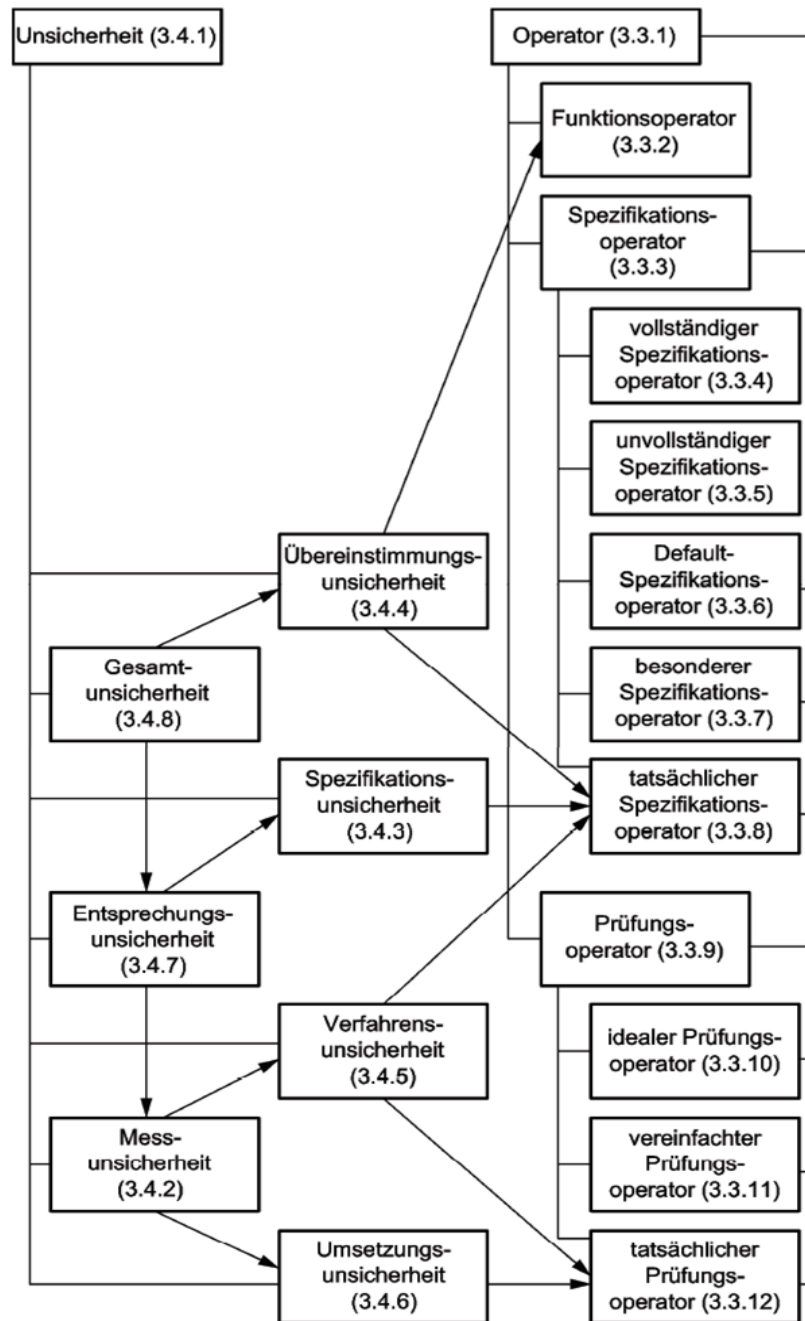 Unsicherheit (3.4.1)
Operator (3.3.1)
Funktionsoperator
(3.3.2)
Spezifikations-
operator
(3.3.3)
vollständiger
Spezifikations-
operator (3.3.4)
unvollständiger
Spezifikations-
operator (3.3.5)
Übereinstimmungs-
unsicherheit
(3.4.4)
Default-
Spezifikations-
operator (3.3.6)
Gesamt-
unsicherheit
(3.4.8)
besonderer
Spezifikations-
operator (3.3.7)
Spezifikations-
unsicherheit
(3.4.3)
tatsächlicher
Spezifikations-
operator (3.3.8)
Entsprechungs-
unsicherheit
(3.4.7)
Prüfungs-
operator (3.3.9)
Verfahrens-
unsicherheit
(3.4.5)
idealer Prüfungs-
operator (3.3.10)
Mess-
unsicherheit
(3.4.2)
vereinfachter
Prüfungs-
operator (3.3.11)
Umsetzungs-
unsicherheit
(3.4.6)
tatsächlicher
Prüfungs-
operator (3.3.12)